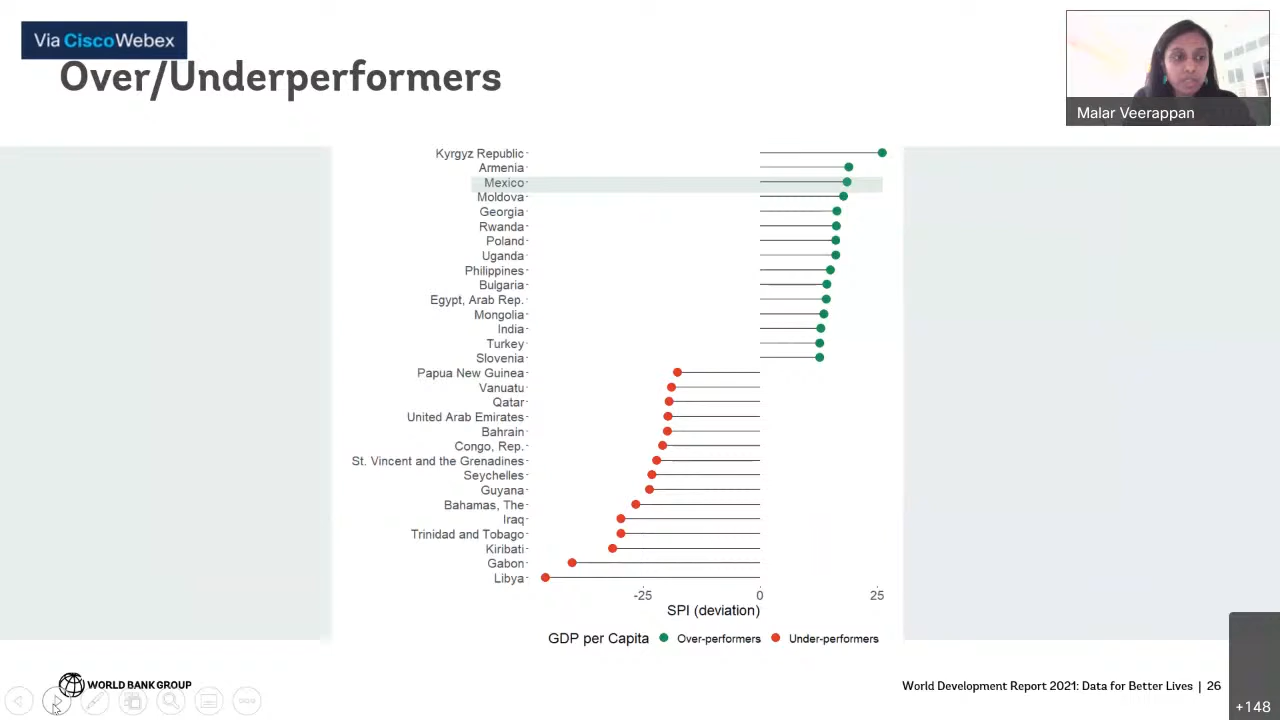 Via CiscoWebex
Over/Underperformers
Malar Veerappan
Kyrgyz Republic
Armenia
Mexico
Moldova
Georgia
Rwanda
Poland
Uganda
Philippines
Bulgaria
Egypt, Arab Rep.
Mongolia
India
Turkey
Slovenia
Papua New Guinea
Vanuatu
Qatar
United Arab Emirates
Bahrain
Congo, Rep.
St. Vincent and the Grenadines
Seychelles
Guyana
Bahamas, The
Iraq
Trinidad and Tobago
Kiribati
Gabon
Libya
-25 0 25
SPI (deviation)
GDP per Capita Over-performers Under-performers
WORLD BANK GROUP
World Development Report 2021: Data for Better Lives | 26
+148